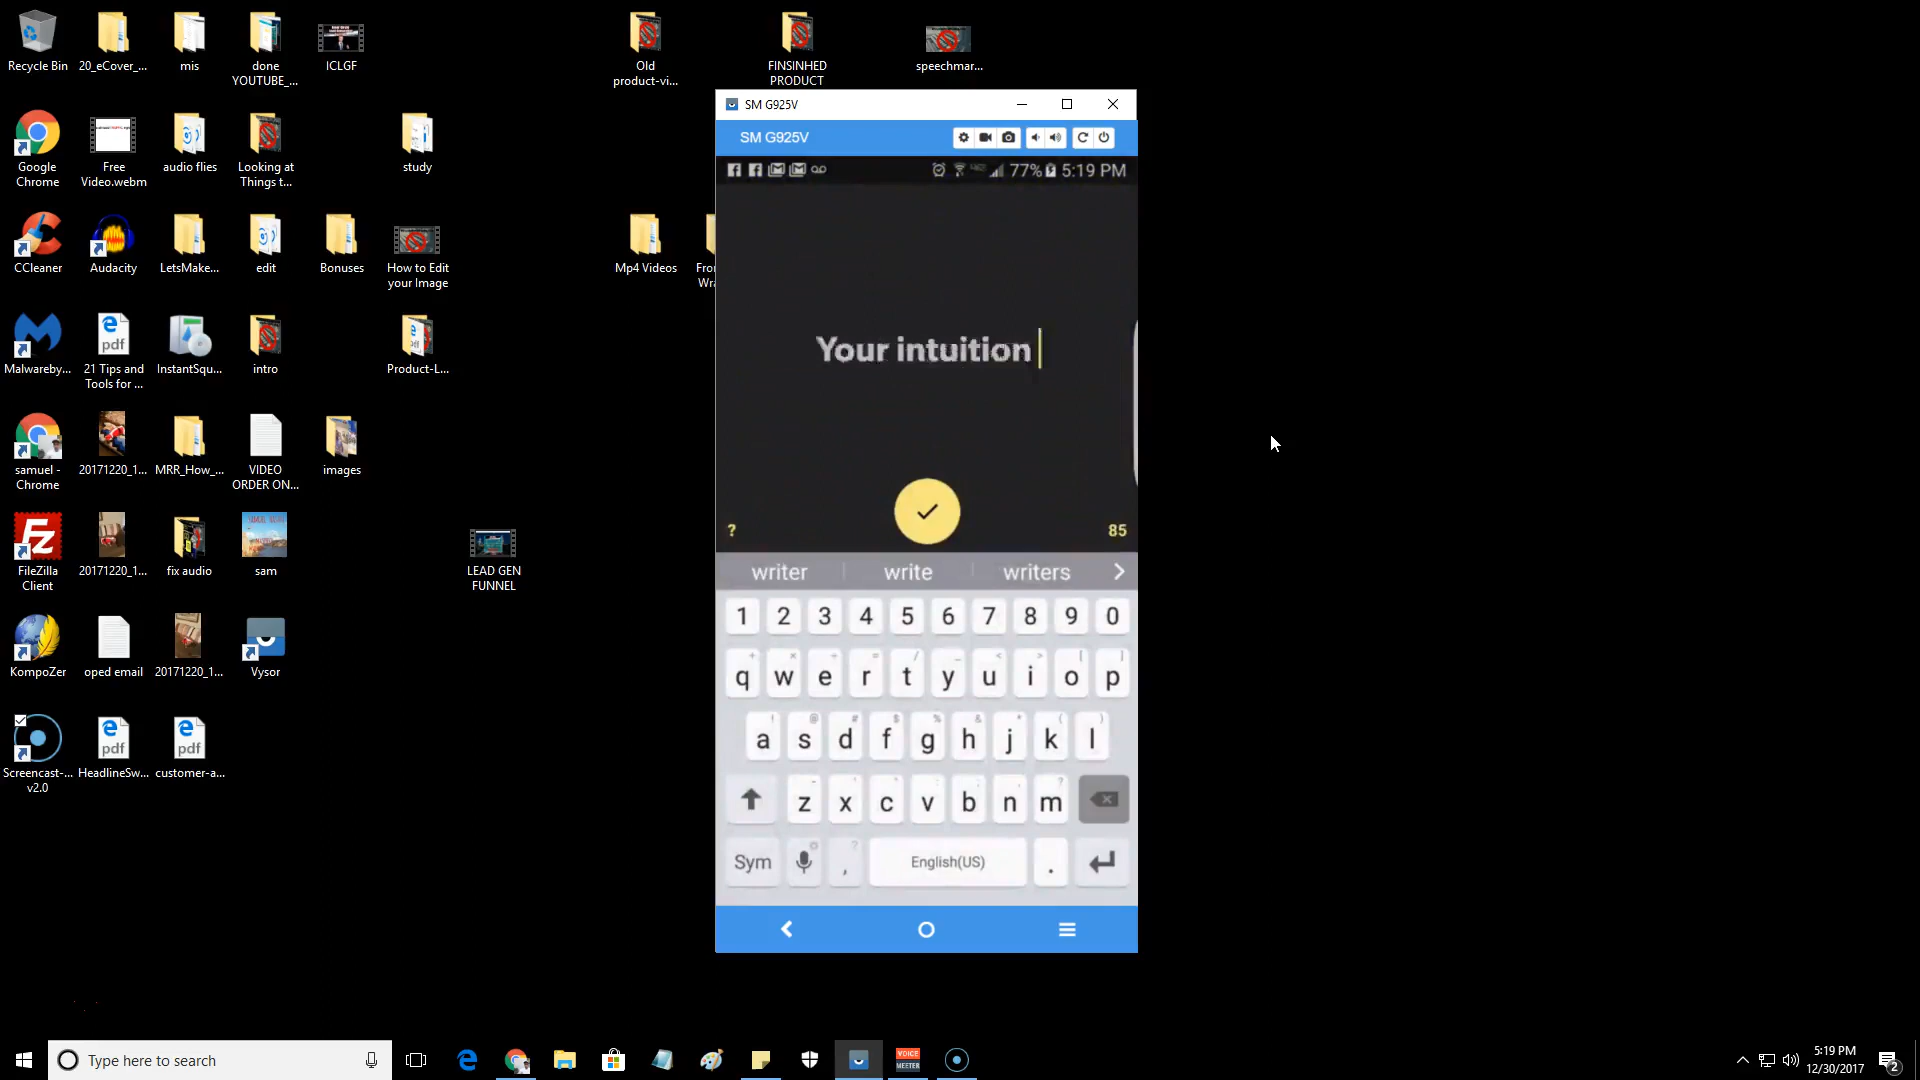 Recycle Bin
20_eCover_...
mis
done
YOUTUBE_...
ICLGF
Old
product-vi...
FINSINHED
PRODUCT
speechmar...
Google
Chrome
Free
Video.webm
audio flies
Looking at
Things t...
study
CCleaner
Audacity
LetsMake...
edit
Bonuses
How to Edit
your Image
Mp4 Videos
Malwareby...
21 Tips and
Tools for ...
InstantSqu...
intro
Product-L...
samuel -
Chrome
20171220_1...
MRR_How_...
VIDEO
ORDER ON...
images
FileZilla
Client
20171220_1...
fix audio
sam
LEAD GEN
FUNNEL
KompoZer
oped email
20171220_1...
Vysor
Screencast-...
v2.0
HeadlineSw...
customer-a...
SM G925V
SM G925V
77% 5:19 PM
Your intuition
? 85
writer write writers
1 2 3 4 5 6 7 8 9 0
q w e r t y u i o p
a s d f g h j k l
z x c v b n m
Sym , English(US) .
Type here to search
VOICE
MEETER
5:19 PM
12/30/2017
2